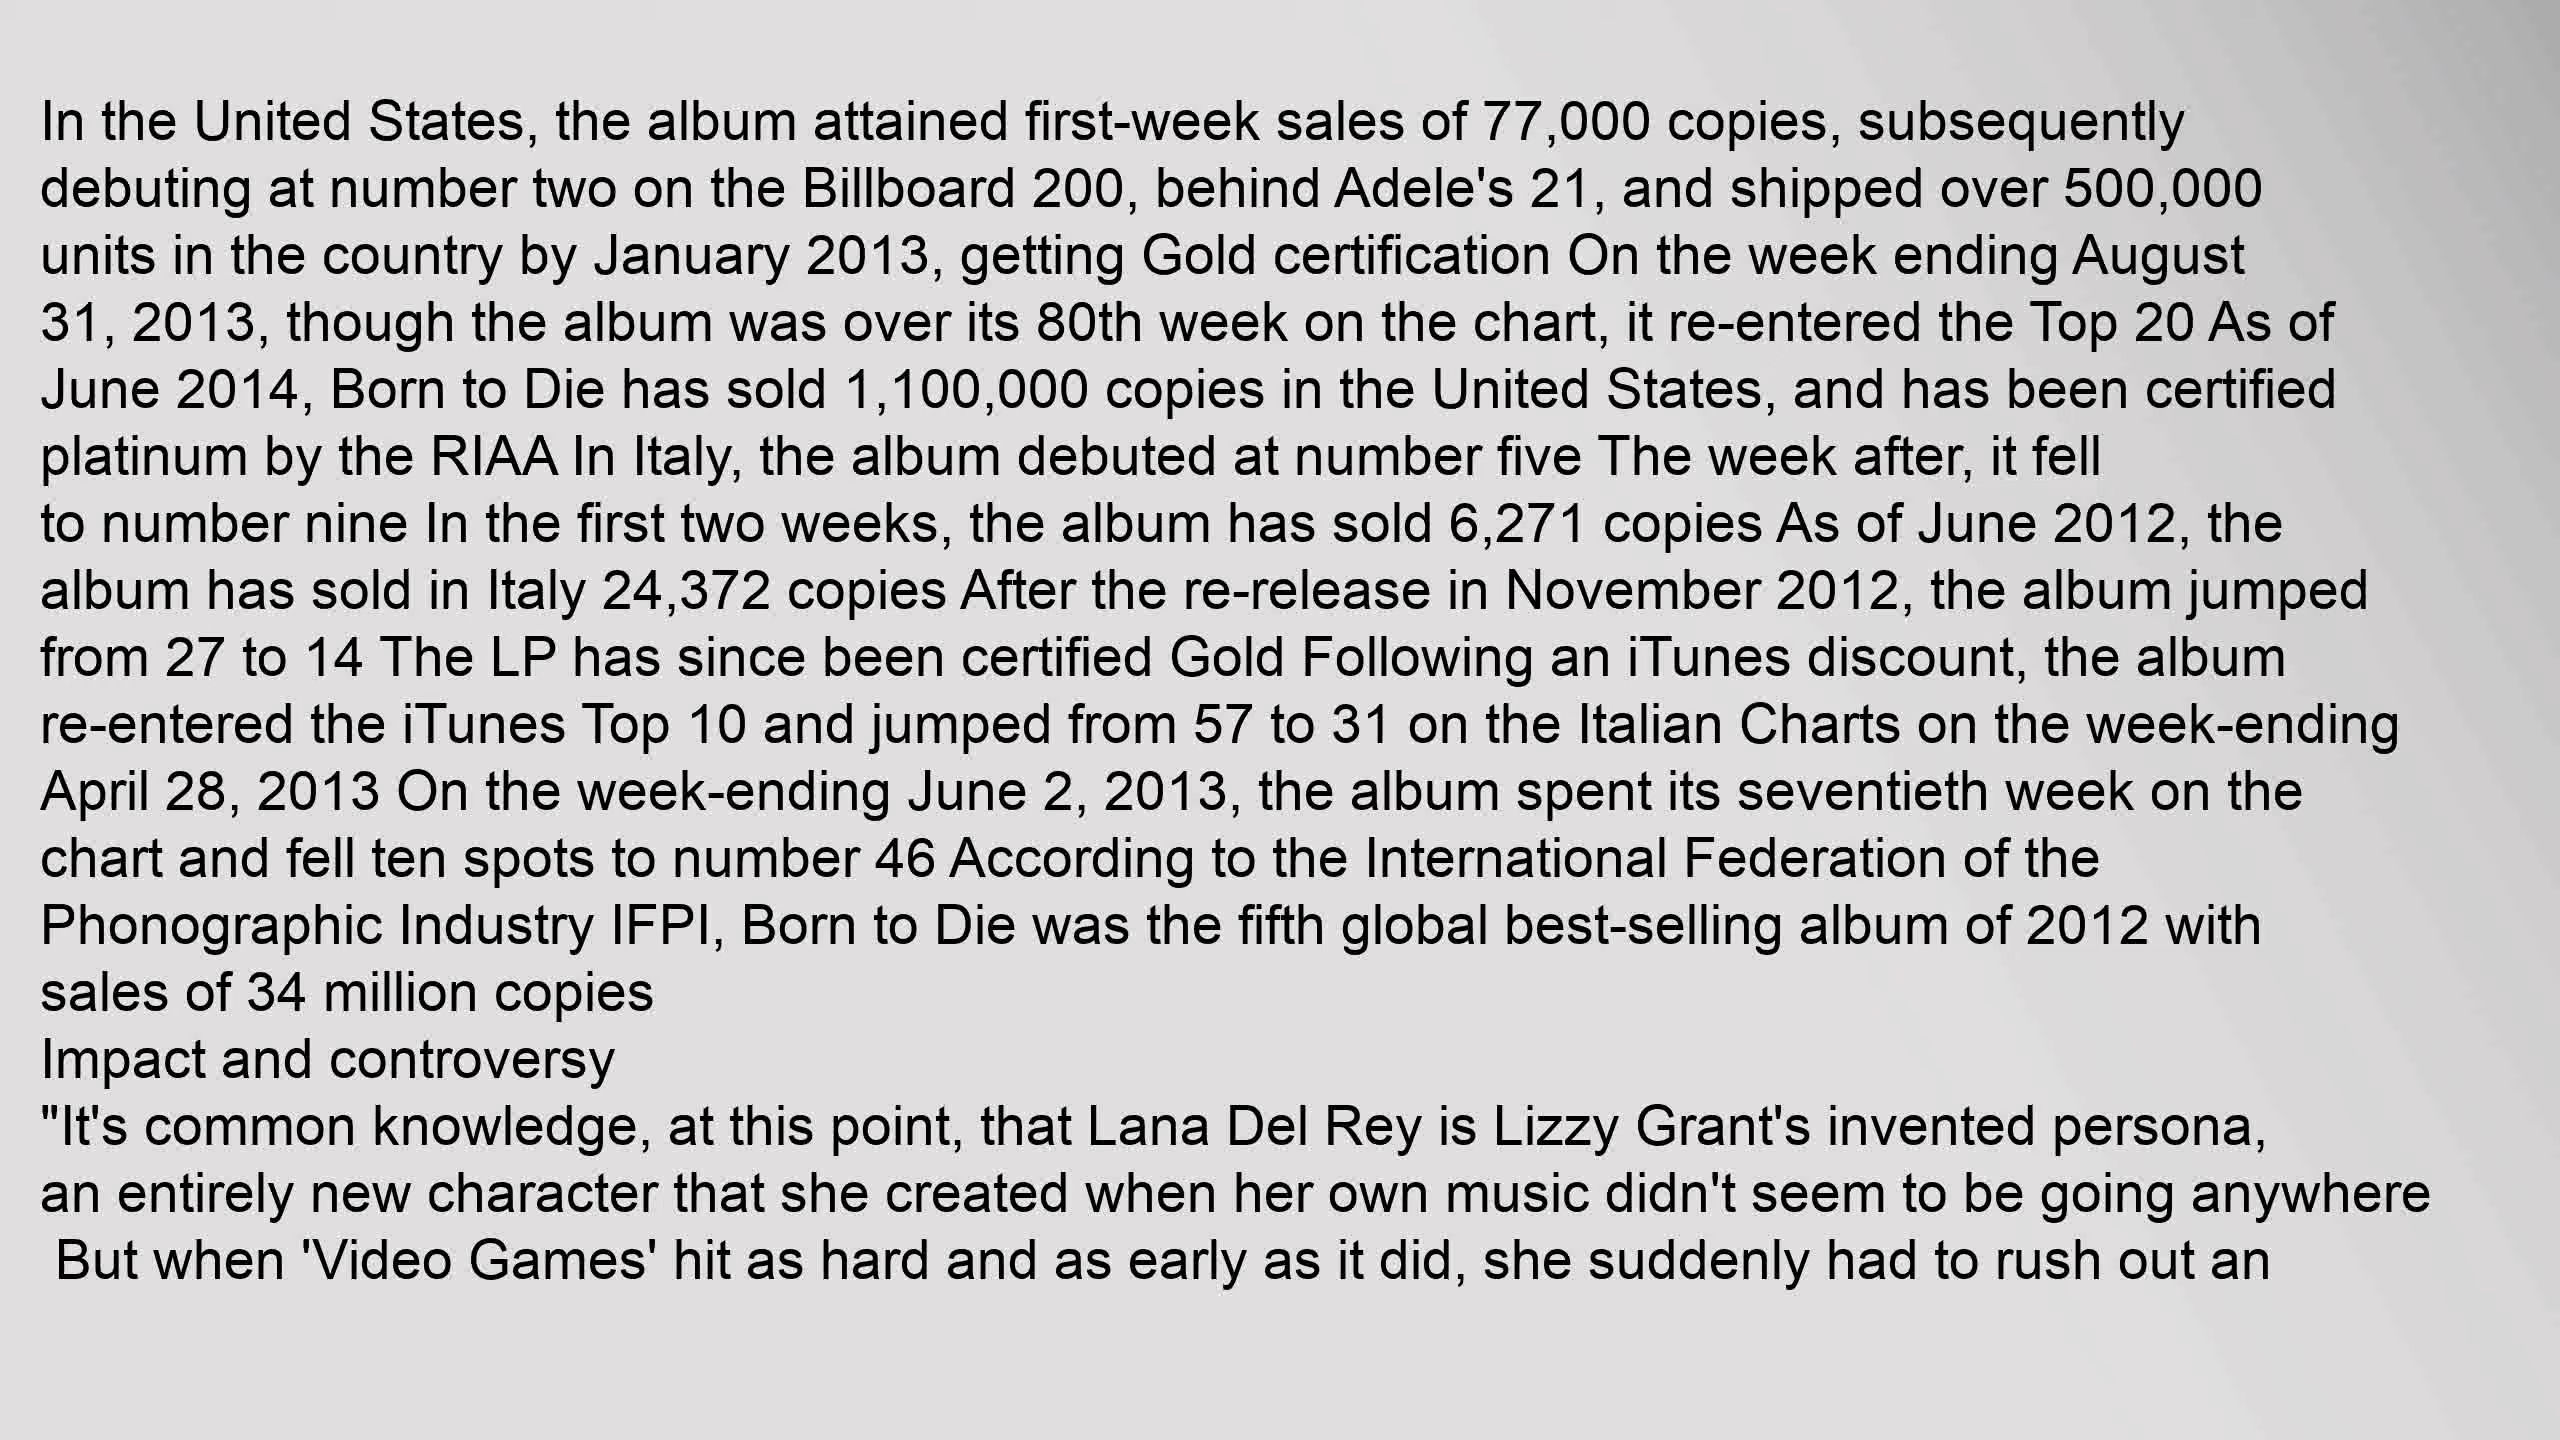 In the United States, the album attained first-week sales of 77,000 copies, subsequently
debuting at number two on the Billboard 200, behind Adele's 21, and shipped over 500,000
units in the country by January 2013, getting Gold certification On the week ending August
31, 2013, though the album was over its 80th week on the chart, it re-entered the Top 20 As of
June 2014, Born to Die has sold 1,100,000 copies in the United States, and has been certified
platinum by the RIAA In Italy, the album debuted at number five The week after, it fell
to number nine In the first two weeks, the album has sold 6,271 copies As of June 2012, the
album has sold in Italy 24,372 copies After the re-release in November 2012, the album jumped
from 27 to 14 The LP has since been certified Gold Following an iTunes discount, the album
re-entered the iTunes Top 10 and jumped from 57 to 31 on the Italian Charts on the week-ending
April 28, 2013 On the week-ending June 2, 2013, the album spent its seventieth week on the
chart and fell ten spots to number 46 According to the International Federation of the
Phonographic Industry IFPI, Born to Die was the fifth global best-selling album of 2012 with
sales of 34 million copies
Impact and controversy
"It's common knowledge, at this point, that Lana Del Rey is Lizzy Grant's invented persona,
an entirely new character that she created when her own music didn't seem to be going anywhere
But when 'Video Games' hit as hard and as early as it did, she suddenly had to rush out an